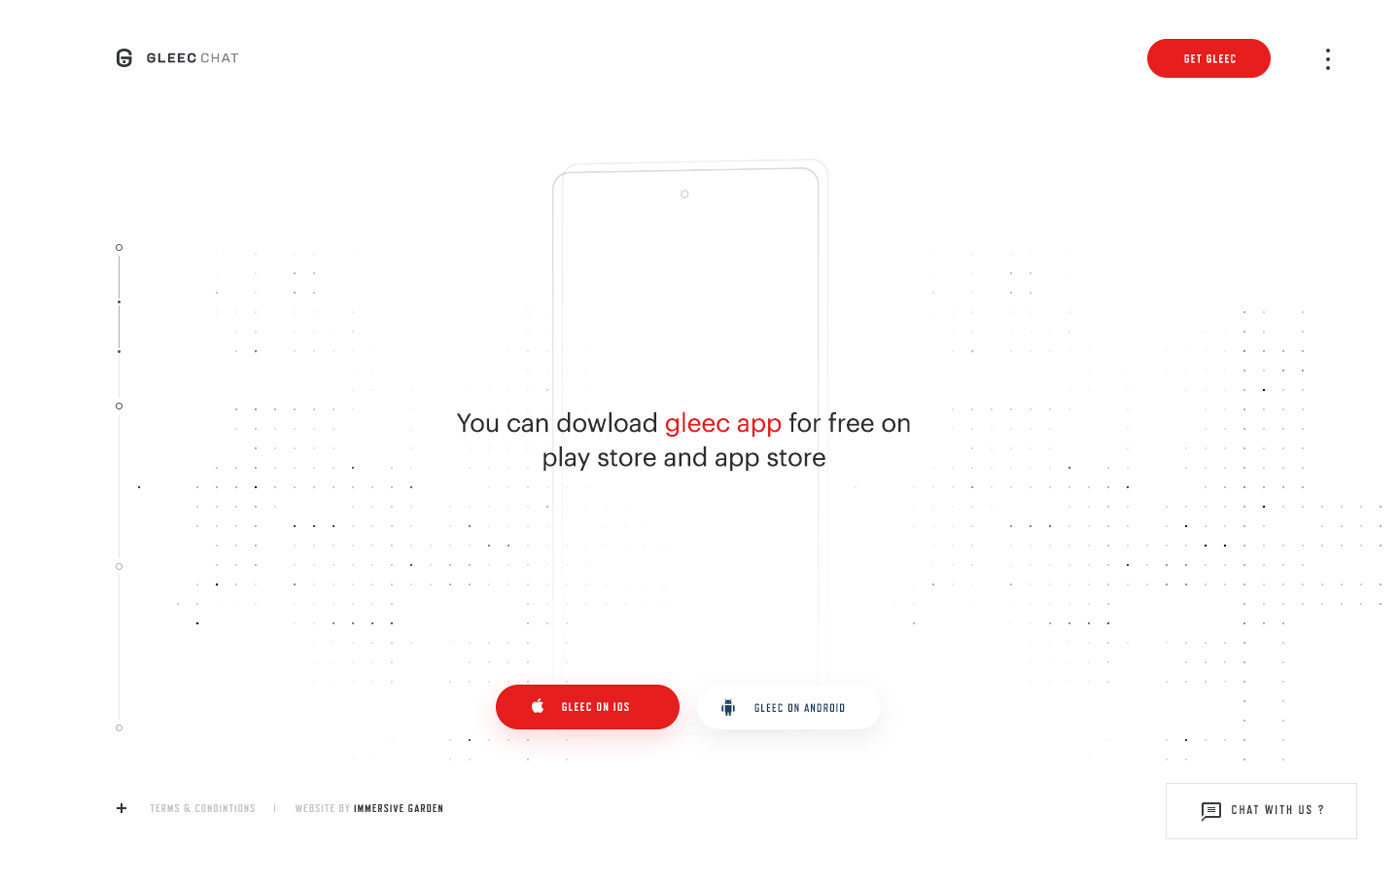 GLEEC CHAT
GET GLEEC
You can dowload gleec app for free on
play store and app store
GLEEC ON IOS
GLEEC ON ANDROID
TERMS & CONDINTIONS | WEBSITE BY IMMERSIVE GARDEN
CHAT WITH US ?